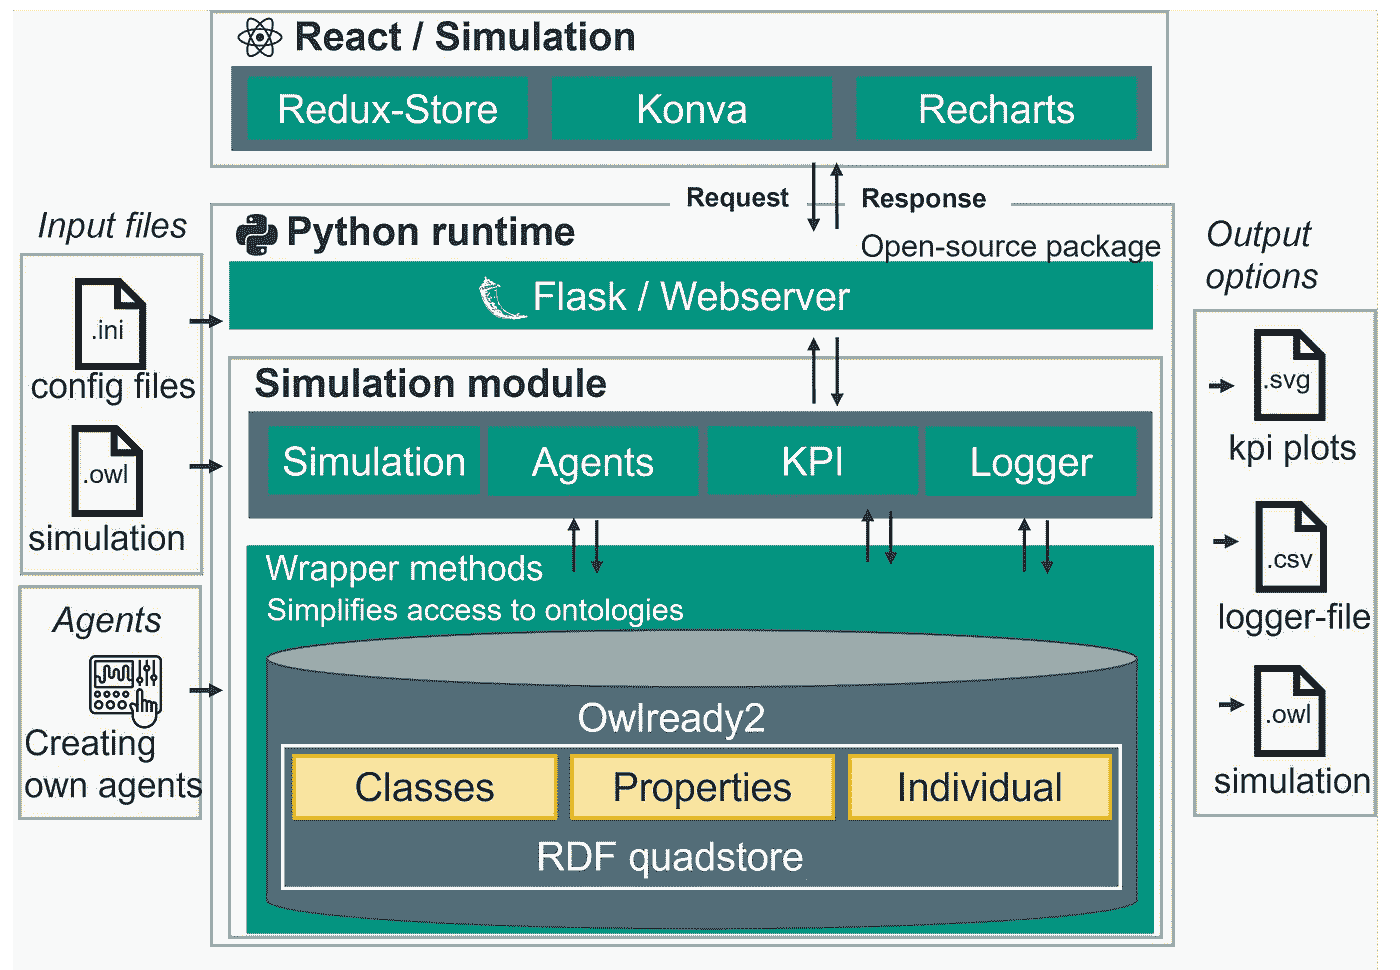 React / Simulation
Redux-Store
Konva
Recharts
Request
Response
Input files
Python runtime
Open-source package
Output
options
Flask / Webserver
.ini
config files
Simulation module
.svg
kpi plots
Simulation
Agents
KPI
Logger
.owl
simulation
Wrapper methods
Simplifies access to ontologies
.csv
logger-file
Agents
Creating
own agents
Owlready2
Classes
Properties
Individual
RDF quadstore
.owl
simulation